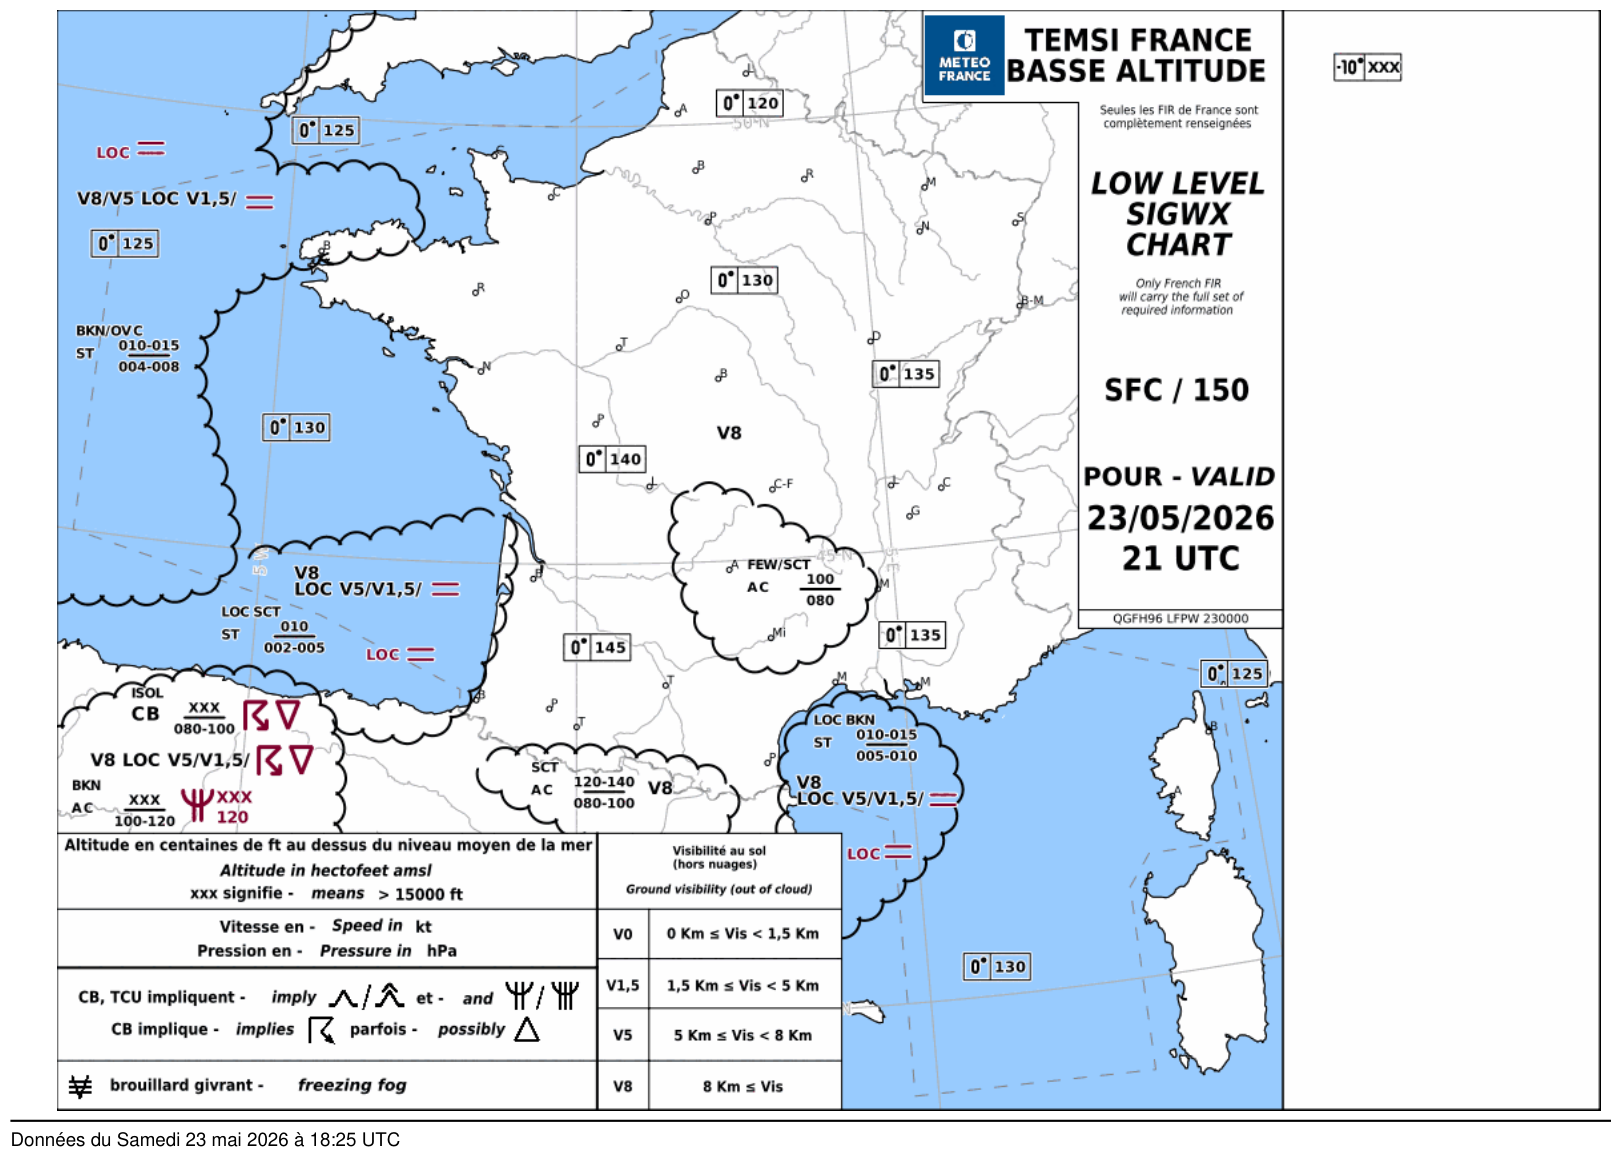 METEO
FRANCE
TEMSI FRANCE
BASSE ALTITUDE
Seules les FIR de France sont
complètement renseignées
LOW LEVEL
SIGWX
CHART
Only French FIR
will carry the full set of
required information
SFC / 150
POUR - VALID
23/05/2026
21 UTC
QGFH96 LFPW 230000
-10° XXX
L
0° 120
A
50°N
0° 125
LOC
C
B
R
M
V8/V5 LOC V1,5/
C
P
N
S
0° 125
B
0° 130
R
O
B-M
BKN/OVC
ST
010-015
004-008
T
D
N
B
0° 135
0° 130
P
V8
0° 140
L
C-F
L
C
G
5°W
45°N
5°E
V8
LOC V5/V1,5/
B
A
FEW/SCT
AC
100
080
M
LOC SCT
ST
010
002-005
Mi
0° 135
LOC
0° 145
N
0° 125
ISOL
CB
XXX
080-100
B
P
T
T
M
M
B
V8 LOC V5/V1,5/
LOC BKN
ST
010-015
005-010
P
BKN
AC
XXX
100-120
XXX
120
SCT
AC
120-140
080-100
V8
V8
LOC V5/V1,5/
A
LOC
0° 130
Altitude en centaines de ft au dessus du niveau moyen de la mer
Altitude in hectofeet amsl
xxx signifie - means > 15000 ft
Vitesse en - Speed in kt
Pression en - Pressure in hPa
CB, TCU impliquent - imply / et - and /
CB implique - implies parfois - possibly
brouillard givrant - freezing fog
Visibilité au sol
(hors nuages)
Ground visibility (out of cloud)
V0 0 Km ≤ Vis < 1,5 Km
V1,5 1,5 Km ≤ Vis < 5 Km
V5 5 Km ≤ Vis < 8 Km
V8 8 Km ≤ Vis
Données du Samedi 23 mai 2026 à 18:25 UTC